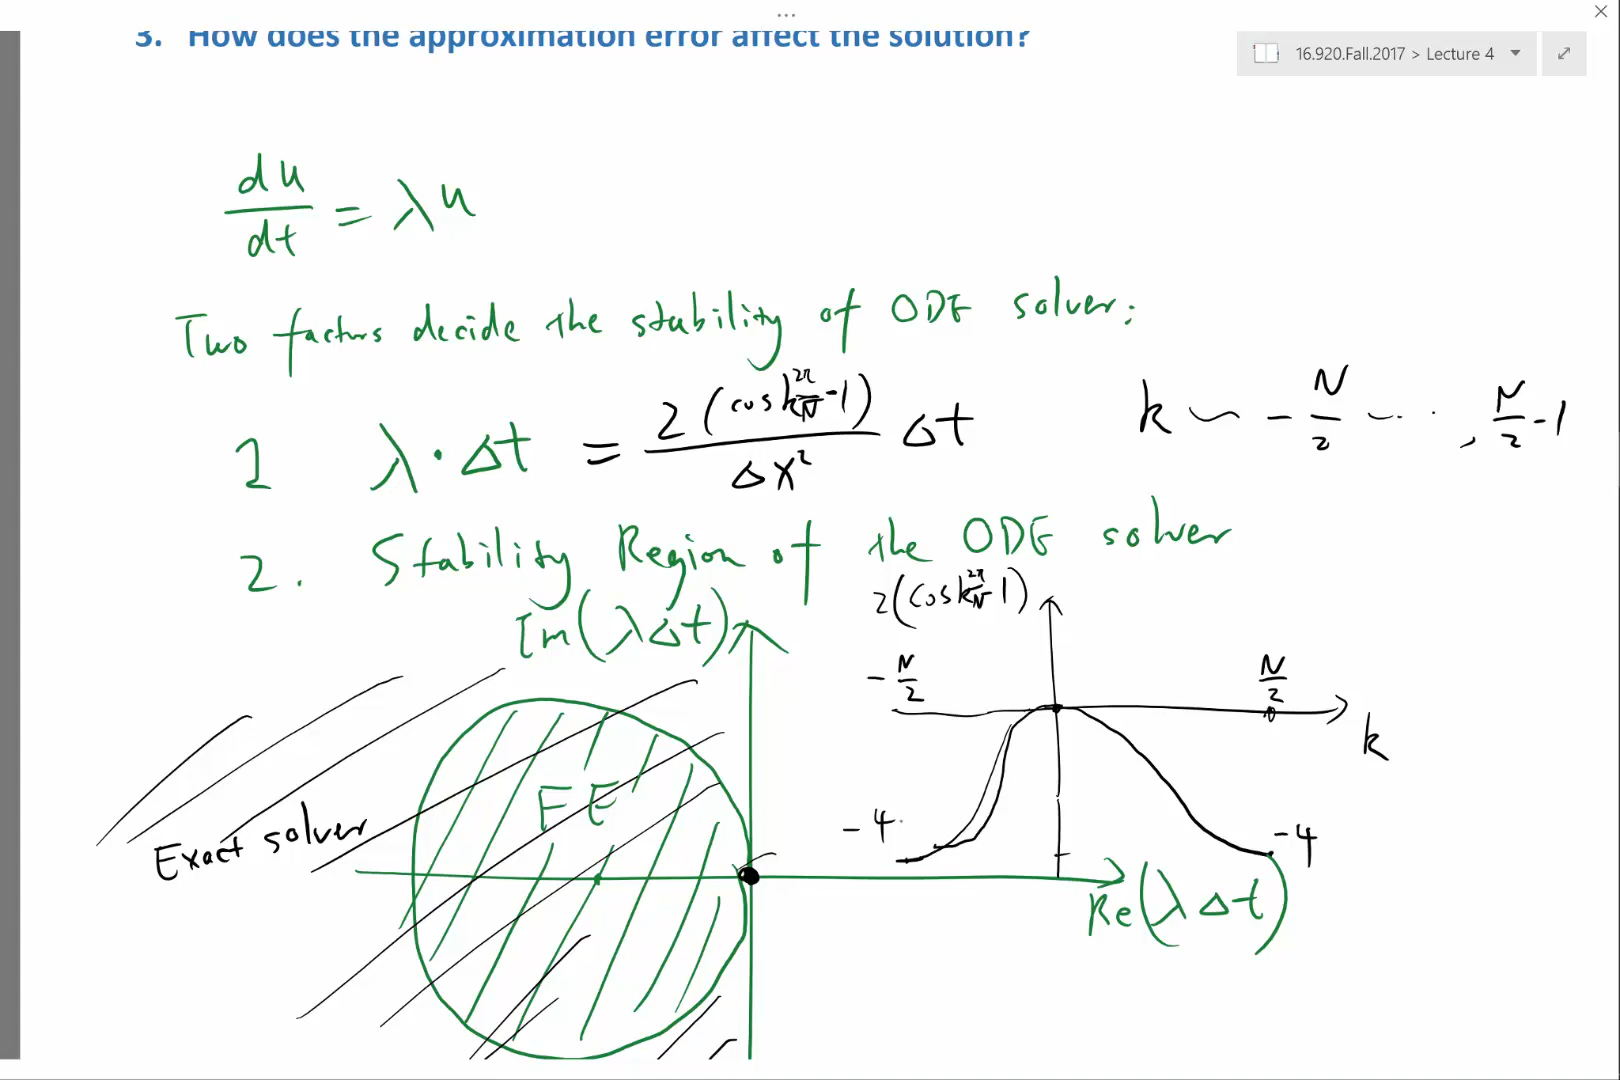 3. How does the approximation error affect the solution?
16.920.Fall.2017 > Lecture 4
du/dt = λu
Two factors decide the stability of ODE solver:
1 λ·Δt = 2(cos k 2π/N -1)/Δx² Δt k ~ -N/2 ··· , N/2 -1
2. Stability Region of the ODE solver
2(cos k 2π/N -1)
Im(λΔt)
-N/2 N/2
k
FE
-4 -4
Exact solver
Re(λΔt)